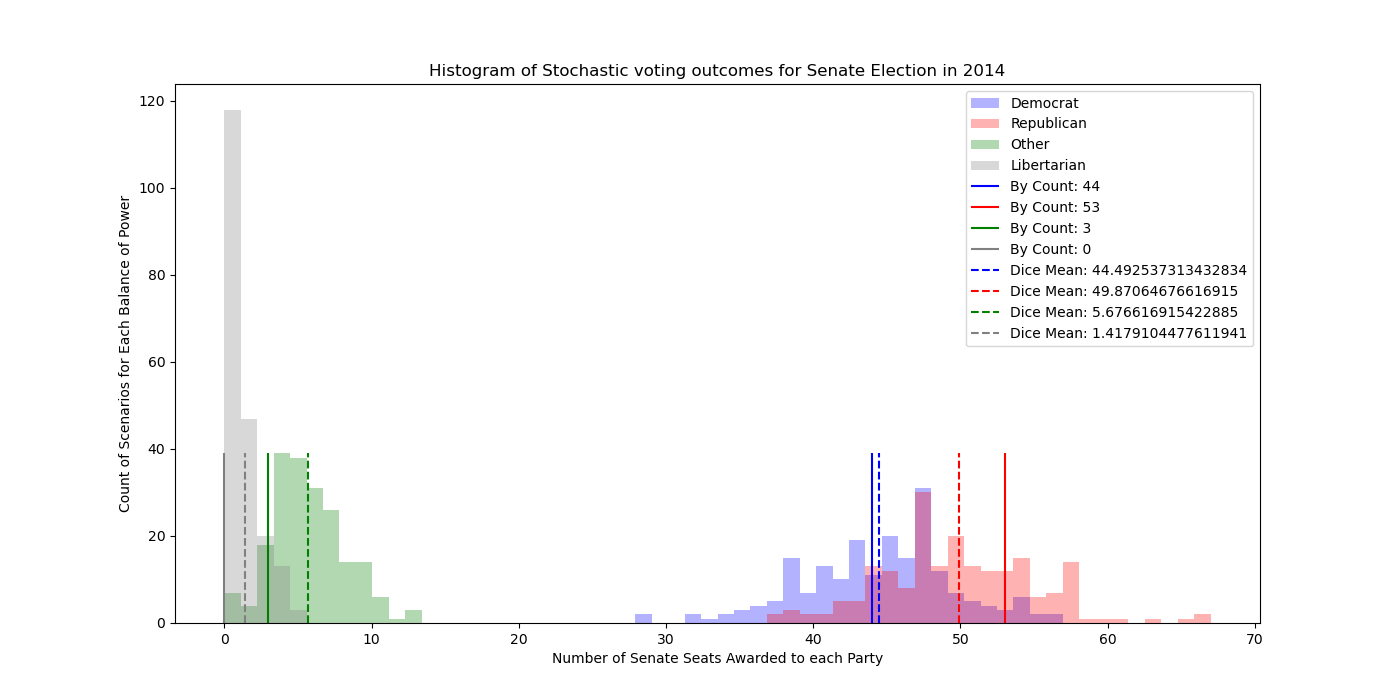 Histogram of Stochastic voting outcomes for Senate Election in 2014
Count of Scenarios for Each Balance of Power
120
100
80
60
40
20
0
Democrat
Republican
Other
Libertarian
By Count: 44
By Count: 53
By Count: 3
By Count: 0
Dice Mean: 44.492537313432834
Dice Mean: 49.87064676616915
Dice Mean: 5.676616915422885
Dice Mean: 1.4179104477611941
0 10 20 30 40 50 60 70
Number of Senate Seats Awarded to each Party